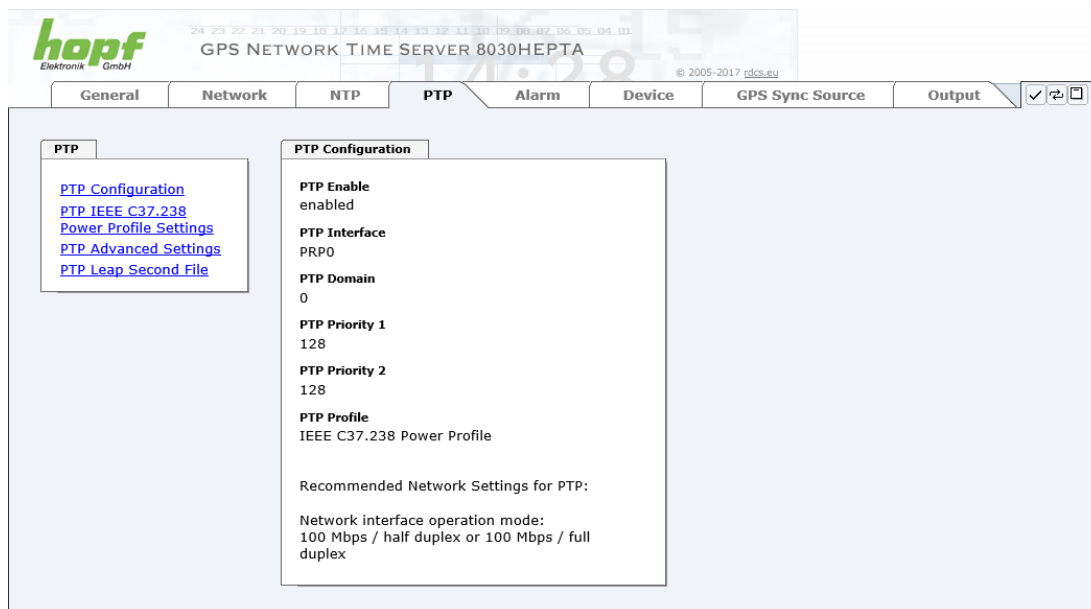 hopf
Elektronik GmbH
24 23 22 21 20 19 18 17 16 15 14 13 12 11 10 09 08 07 06 05 04 01
GPS NETWORK TIME SERVER 8030HEPTA
14:28
© 2005-2017 rdcs.eu
General Network NTP PTP Alarm Device GPS Sync Source Output
PTP
PTP Configuration
PTP IEEE C37.238
Power Profile Settings
PTP Advanced Settings
PTP Leap Second File
PTP Configuration
PTP Enable
enabled
PTP Interface
PRP0
PTP Domain
0
PTP Priority 1
128
PTP Priority 2
128
PTP Profile
IEEE C37.238 Power Profile
Recommended Network Settings for PTP:
Network interface operation mode:
100 Mbps / half duplex or 100 Mbps / full
duplex